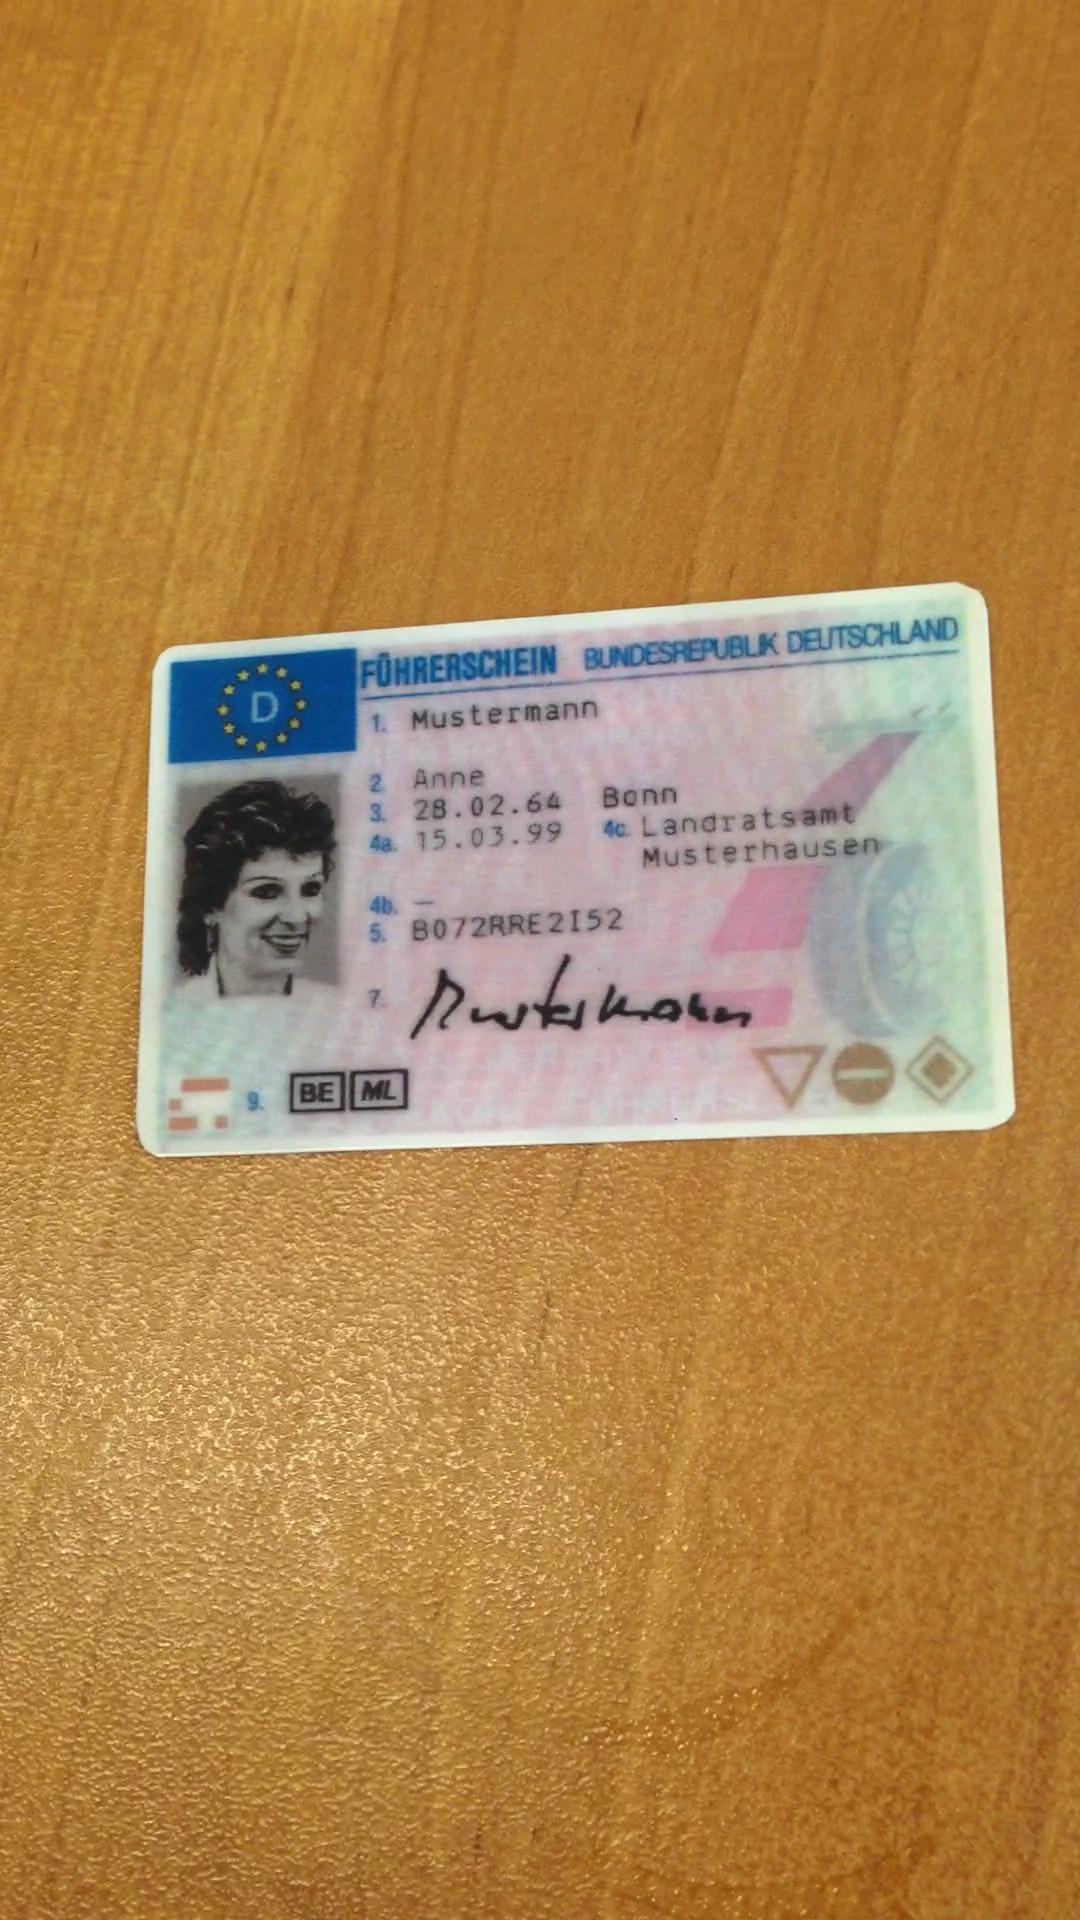 D
FÜHRERSCHEIN BUNDESREPUBLIK DEUTSCHLAND
1. Mustermann
2. Anne
3. 28.02.64 Bonn
4a. 15.03.99 4c. Landratsamt
Musterhausen
4b. –
5. B072RRE2I52
7. Mustermann
9. BE ML